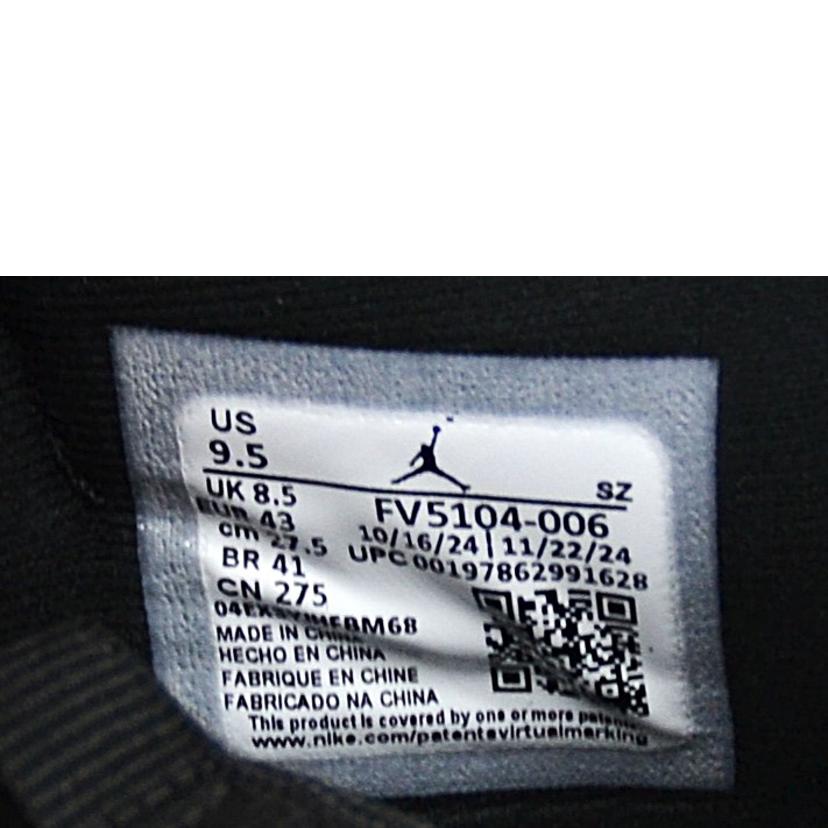 US
9.5
SZ
UK 8.5
FV5104-006
EUR 43
10/16/24 | 11/22/24
cm 27.5
UPC 00197862991628
BR 41
CN 275
MADE IN CHINA
HECHO EN CHINA
FABRIQUE EN CHINE
FABRICADO NA CHINA
This product is covered by one or more patents
www.nike.com/patentsvirtualmarking